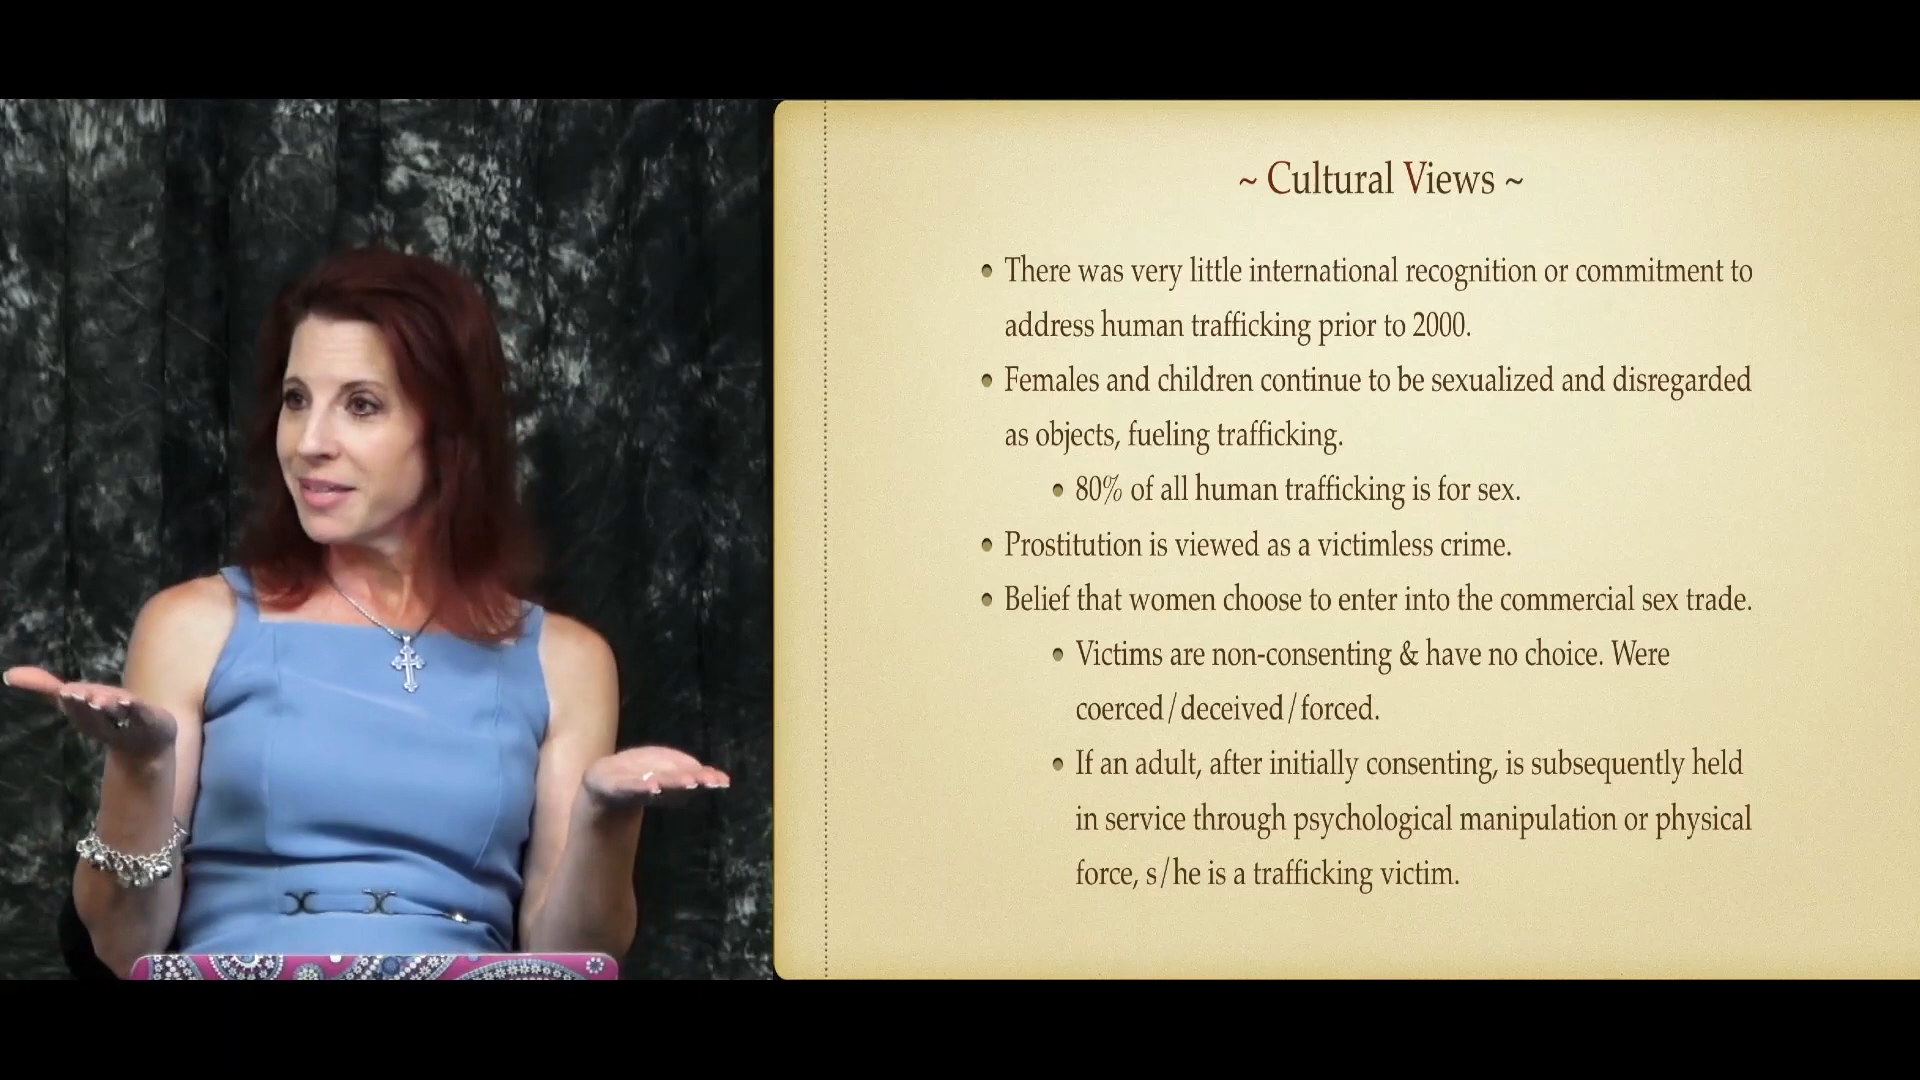 ~ Cultural Views ~
• There was very little international recognition or commitment to
address human trafficking prior to 2000.
• Females and children continue to be sexualized and disregarded
as objects, fueling trafficking.
• 80% of all human trafficking is for sex.
• Prostitution is viewed as a victimless crime.
• Belief that women choose to enter into the commercial sex trade.
• Victims are non-consenting & have no choice. Were
coerced/deceived/forced.
• If an adult, after initially consenting, is subsequently held
in service through psychological manipulation or physical
force, s/he is a trafficking victim.